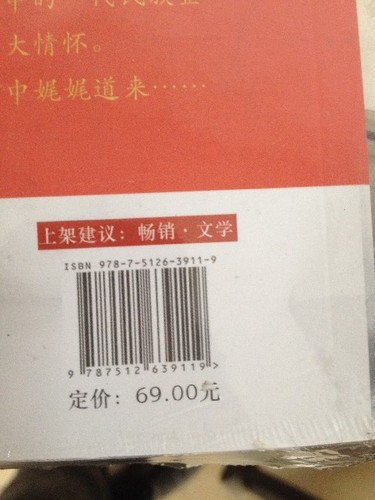 大情怀。
中娓娓道来……
上架建议：畅销·文学
ISBN 978-7-5126-3911-9
9 787512 639119>
定价：69.00元